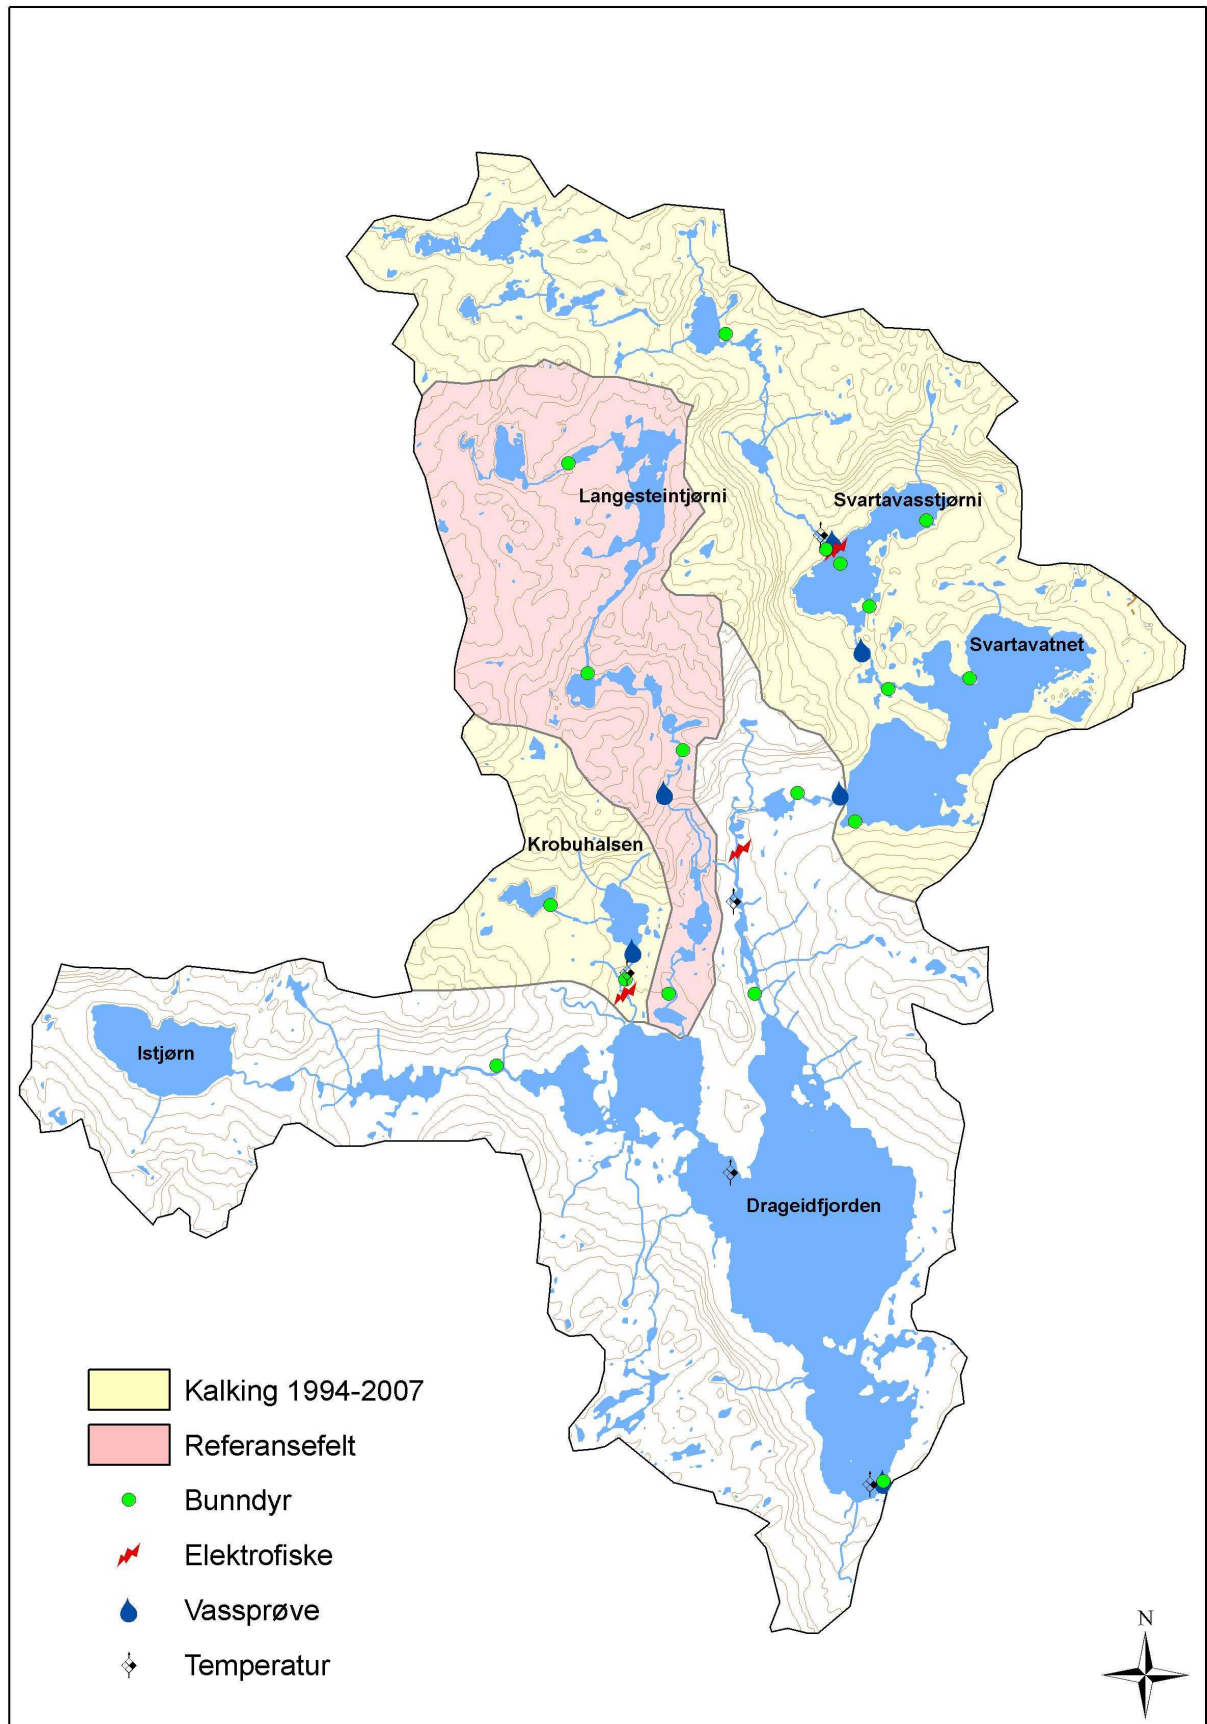 Langesteintjørni
Svartavasstjørni
Svartavatnet
Krobuhalsen
Istjørn
Drageidfjorden
Kalking 1994-2007
Referansefelt
Bunndyr
Elektrofiske
Vassprøve
Temperatur
N